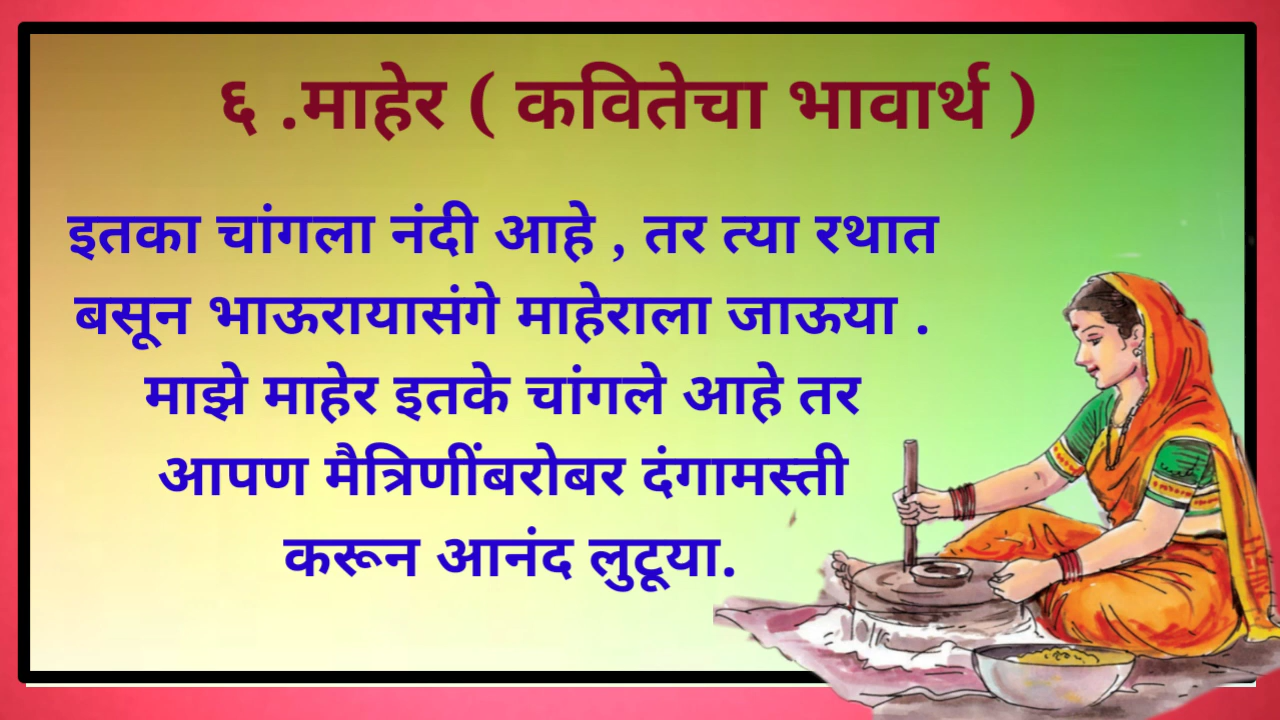 ६ .माहेर ( कवितेचा भावार्थ )
इतका चांगला नंदी आहे , तर त्या रथात
बसून भाऊरायासंगे माहेराला जाऊया .
माझे माहेर इतके चांगले आहे तर
आपण मैत्रिणींबरोबर दंगामस्ती
करून आनंद लुटूया.